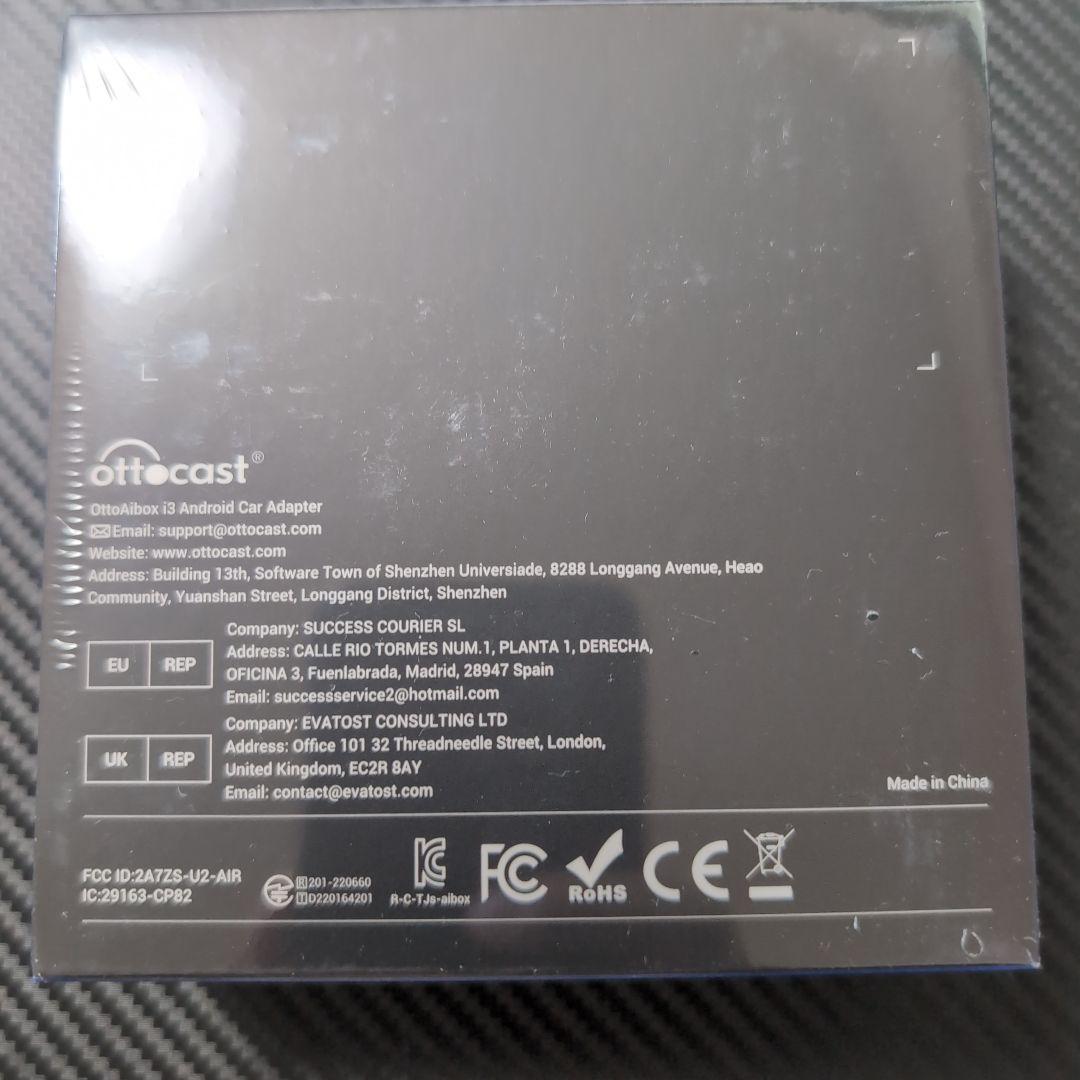 ottocast®
OttoAibox i3 Android Car Adapter
Email: support@ottocast.com
Website: www.ottocast.com
Address: Building 13th, Software Town of Shenzhen Universiade, 8288 Longgang Avenue, Heao
Community, Yuanshan Street, Longgang District, Shenzhen
EU REP
Company: SUCCESS COURIER SL
Address: CALLE RIO TORMES NUM.1, PLANTA 1, DERECHA,
OFICINA 3, Fuenlabrada, Madrid, 28947 Spain
Email: successservice2@hotmail.com
UK REP
Company: EVATOST CONSULTING LTD
Address: Office 101 32 Threadneedle Street, London,
United Kingdom, EC2R 8AY
Email: contact@evatost.com
Made in China
FCC ID:2A7ZS-U2-AIR
IC:29163-CP82
R 201-220660
T D220164201
KC
R-C-TJs-aibox
FC
RoHS
CE